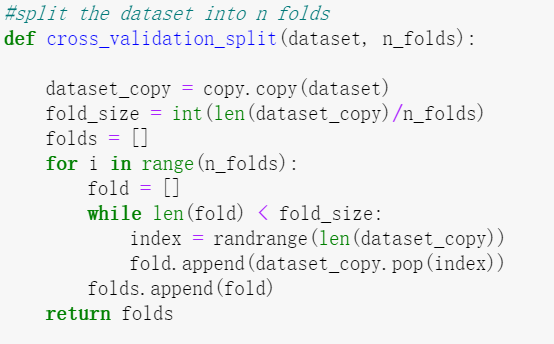 #split the dataset into n folds
def cross_validation_split(dataset, n_folds):
    dataset_copy = copy.copy(dataset)
    fold_size = int(len(dataset_copy)/n_folds)
    folds = []
    for i in range(n_folds):
        fold = []
        while len(fold) < fold_size:
            index = randrange(len(dataset_copy))
            fold.append(dataset_copy.pop(index))
        folds.append(fold)
    return folds